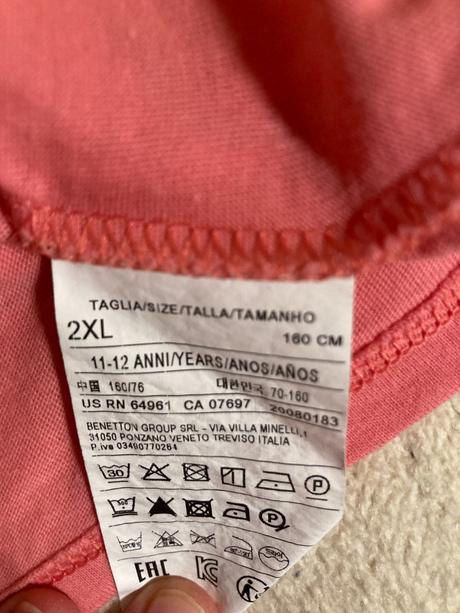 TAGLIA/SIZE/TALLA/TAMANHO
2XL 160 CM
11-12 ANNI/YEARS/ANOS/AÑOS
中国 160/76 대한민국 70-160
US RN 64961 CA 07697 20080183
BENETTON GROUP SRL - VIA VILLA MINELLI,1
31050 PONZANO VENETO TREVISO ITALIA
P.iva 03490770264
30 P
P
EAC KC